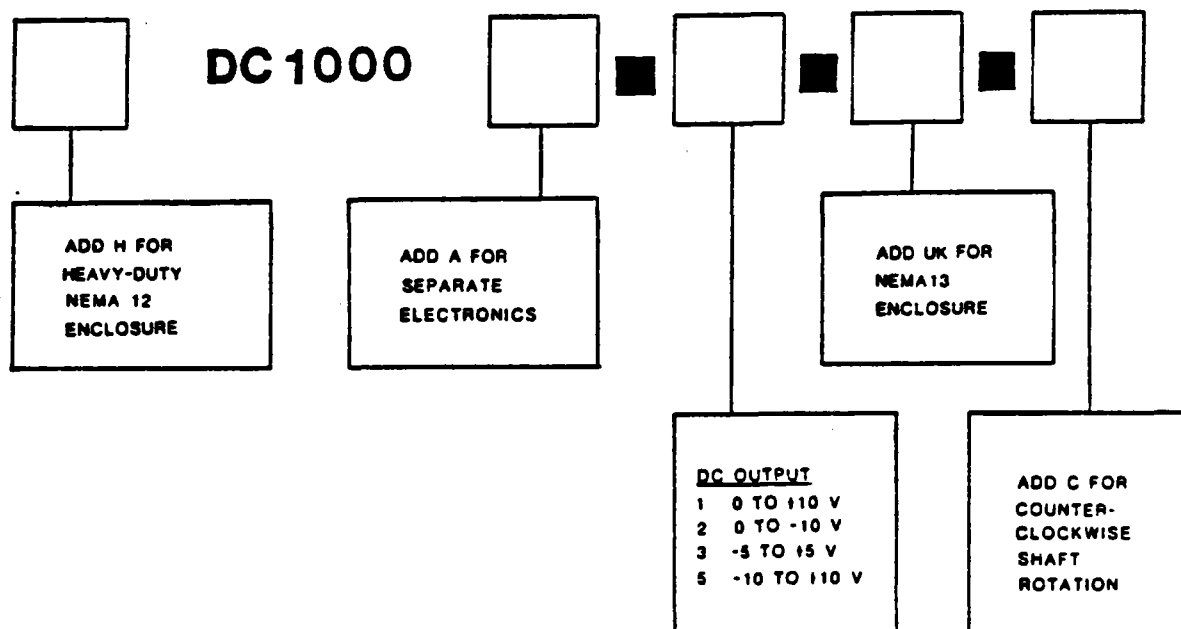 DC 1000
ADD H FOR
HEAVY-DUTY
NEMA 12
ENCLOSURE
ADD A FOR
SEPARATE
ELECTRONICS
ADD UK FOR
NEMA13
ENCLOSURE
DC OUTPUT
1 0 TO +10 V
2 0 TO -10 V
3 -5 TO +5 V
5 -10 TO +10 V
ADD C FOR
COUNTER-
CLOCKWISE
SHAFT
ROTATION